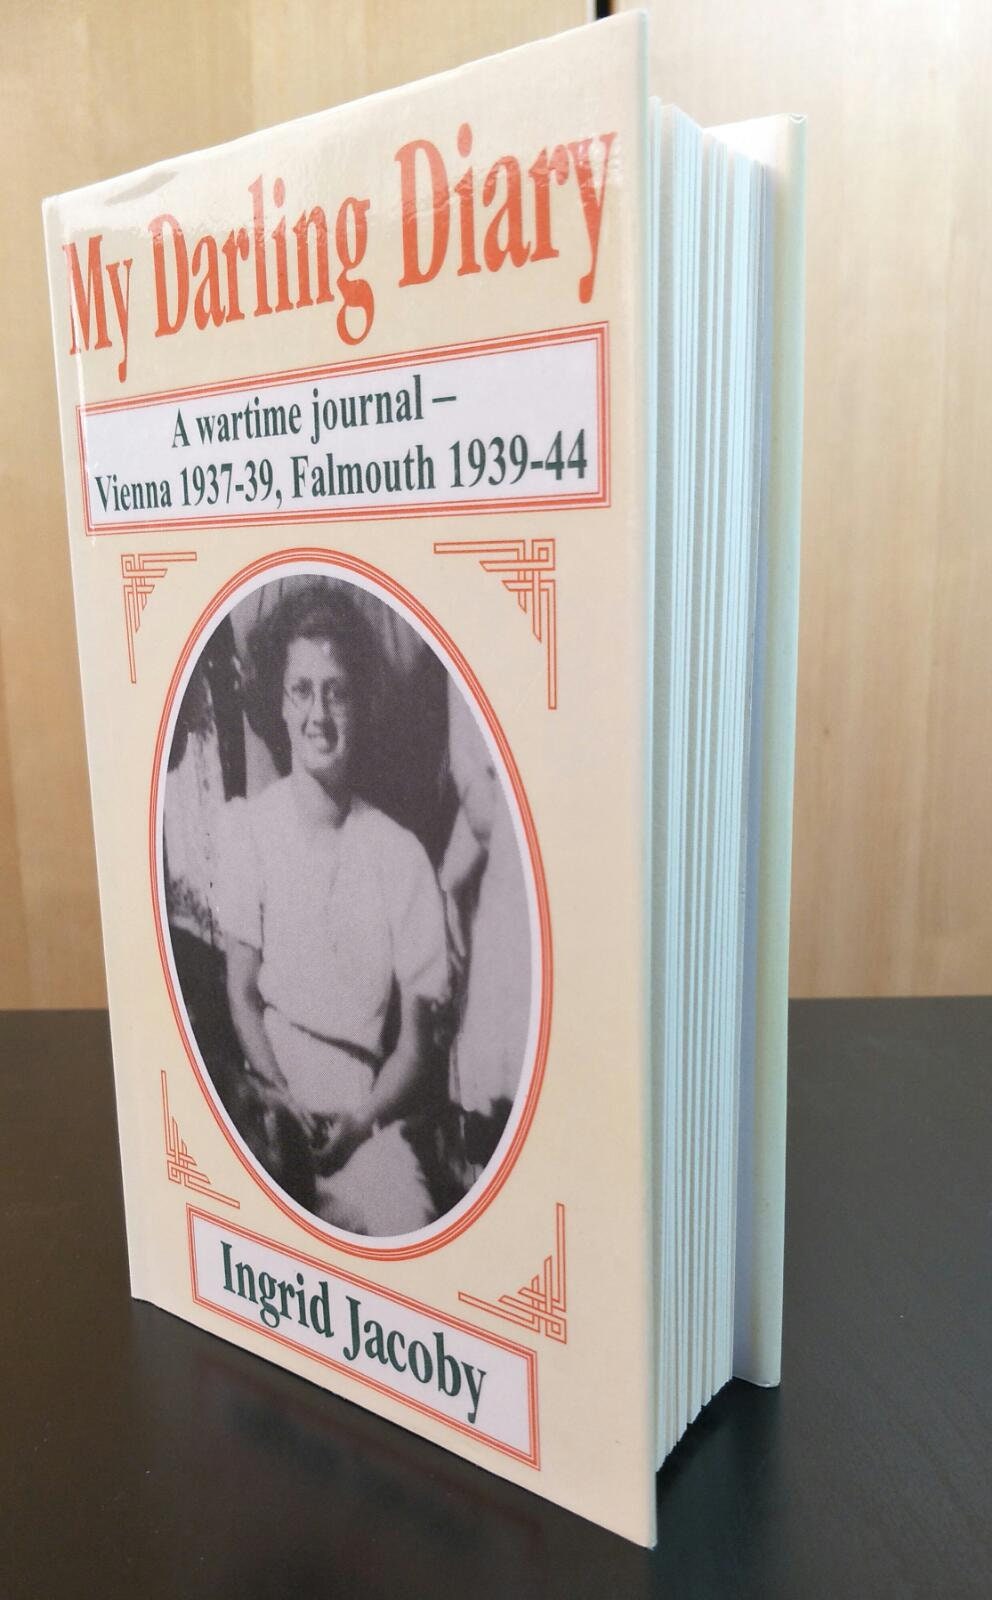 My Darling Diary
A wartime journal –
Vienna 1937-39, Falmouth 1939-44
Ingrid Jacoby